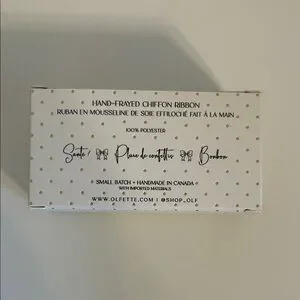 HAND-FRAYED CHIFFON RIBBON
RUBAN EN MOUSSELINE DE SOIE EFFILOCHÉ FAIT À LA MAIN
100% POLYESTER
Santé! Pluie de confettis Bonbon
SMALL BATCH + HANDMADE IN CANADA
WITH IMPORTED MATERIALS
WWW.OLFETTE.COM | @SHOP_OLF